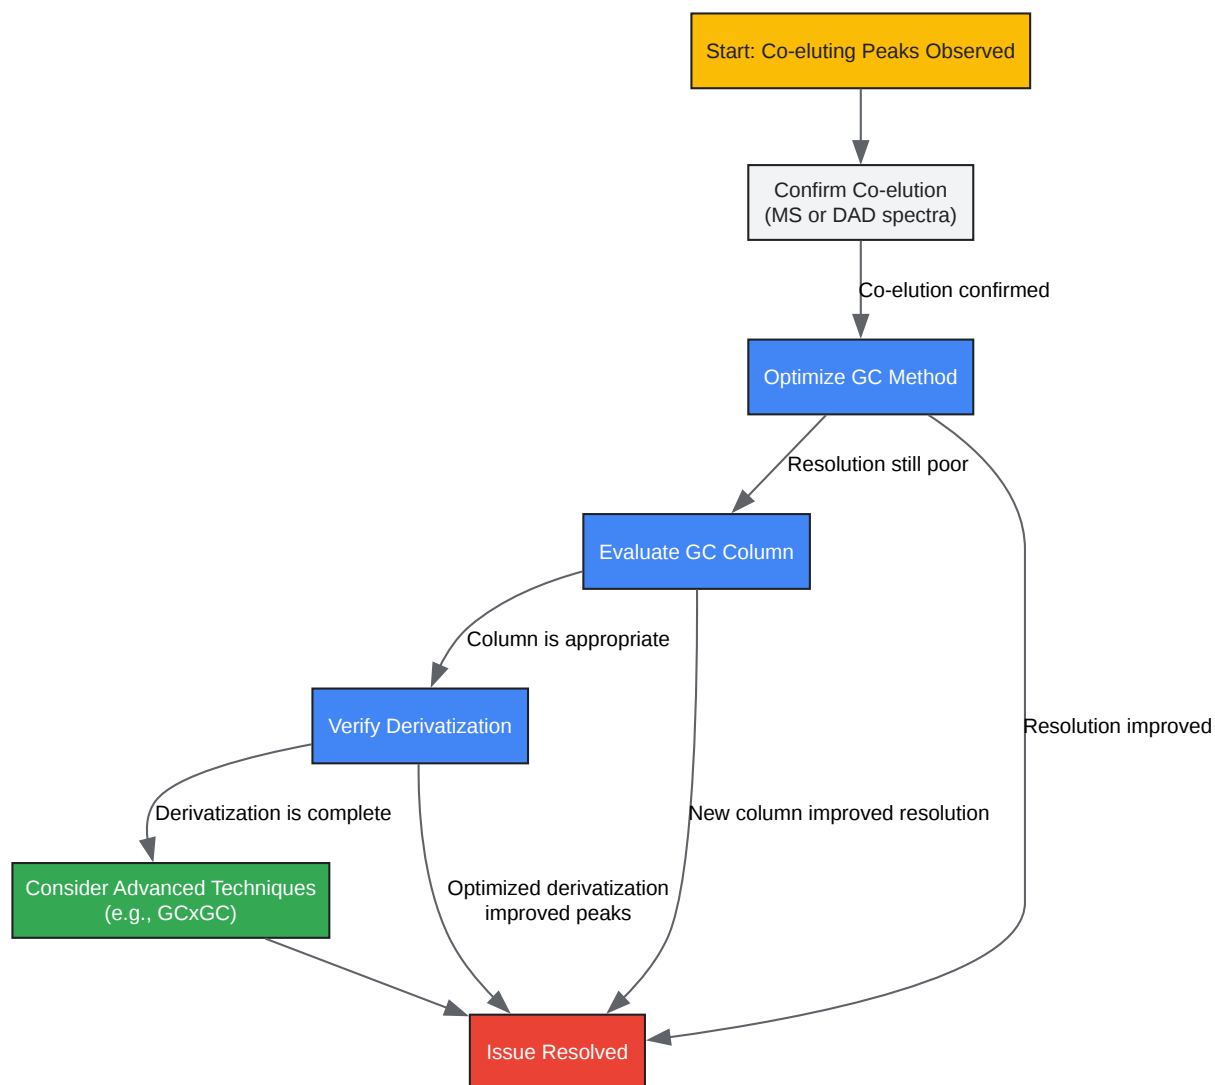 Start: Co-eluting Peaks Observed
Confirm Co-elution
(MS or DAD spectra)
Co-elution confirmed
Optimize GC Method
Resolution still poor
Evaluate GC Column
Column is appropriate
Verify Derivatization
Resolution improved
Derivatization is complete
New column improved resolution
Consider Advanced Techniques
(e.g., GCxGC)
Optimized derivatization
improved peaks
Issue Resolved